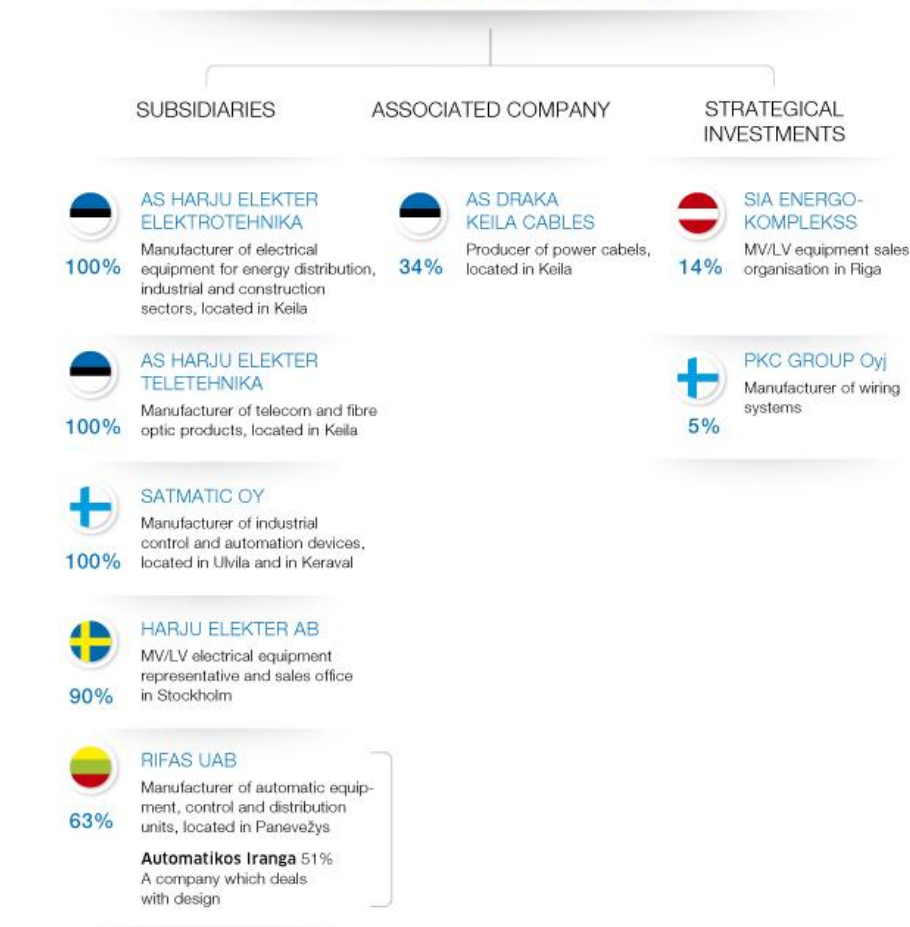 SUBSIDIARIES
ASSOCIATED COMPANY
STRATEGICAL
INVESTMENTS
AS HARJU ELEKTER
ELEKTROTEHNIKA
Manufacturer of electrical
equipment for energy distribution,
industrial and construction
sectors, located in Keila
100%
AS HARJU ELEKTER
TELETEHNIKA
Manufacturer of telecom and fibre
optic products, located in Keila
100%
SATMATIC OY
Manufacturer of industrial
control and automation devices,
located in Ulvila and in Keraval
100%
HARJU ELEKTER AB
MV/LV electrical equipment
representative and sales office
in Stockholm
90%
RIFAS UAB
Manufacturer of automatic equip-
ment, control and distribution
units, located in Panevežys
63%
Automatikos Iranga 51%
A company which deals
with design
AS DRAKA
KEILA CABLES
Producer of power cabels,
located in Keila
34%
SIA ENERGO-
KOMPLEKSS
MV/LV equipment sales
organisation in Riga
14%
PKC GROUP Oyj
Manufacturer of wiring
systems
5%